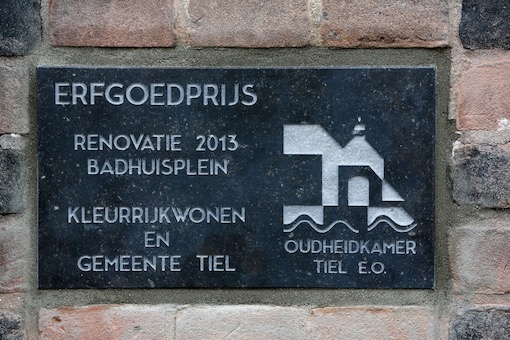 ERFGOEDPRIJS
RENOVATIE 2013
BADHUISPLEIN
KLEURRIJKWONEN
EN
GEMEENTE TIEL
OUDHEIDKAMER
TIEL E.O.